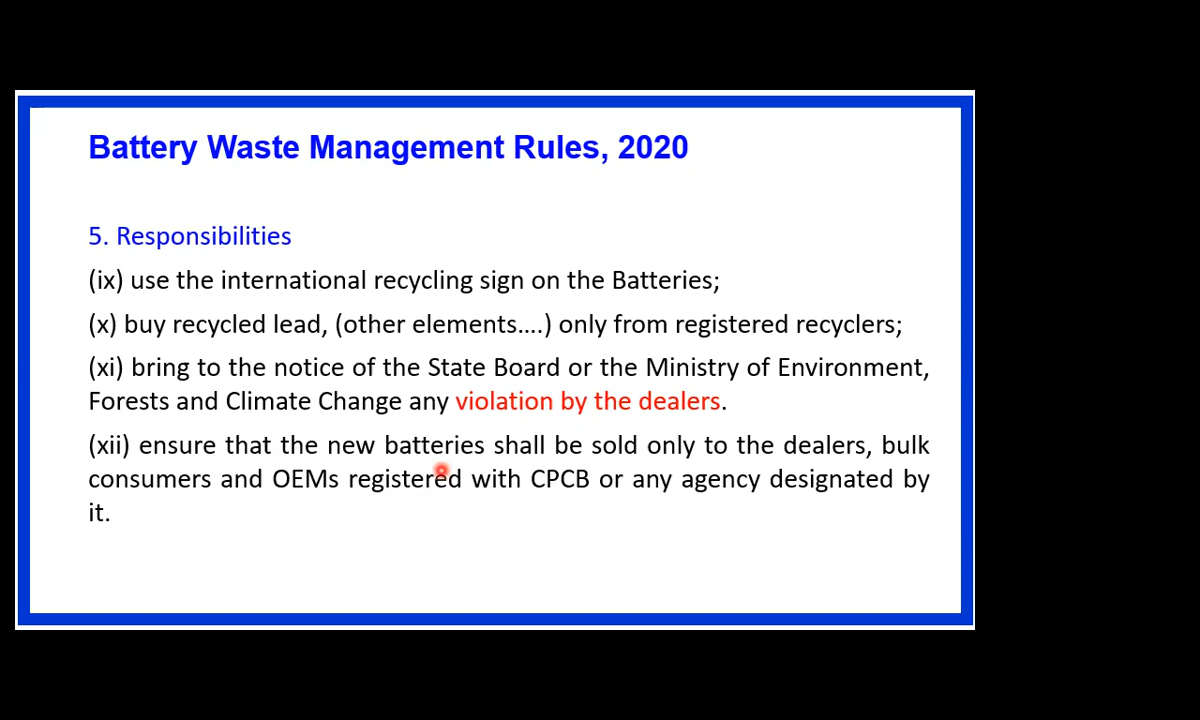 Battery Waste Management Rules, 2020
5. Responsibilities
(ix) use the international recycling sign on the Batteries;
(x) buy recycled lead, (other elements....) only from registered recyclers;
(xi) bring to the notice of the State Board or the Ministry of Environment,
Forests and Climate Change any violation by the dealers.
(xii) ensure that the new batteries shall be sold only to the dealers, bulk
consumers and OEMs registered with CPCB or any agency designated by
it.